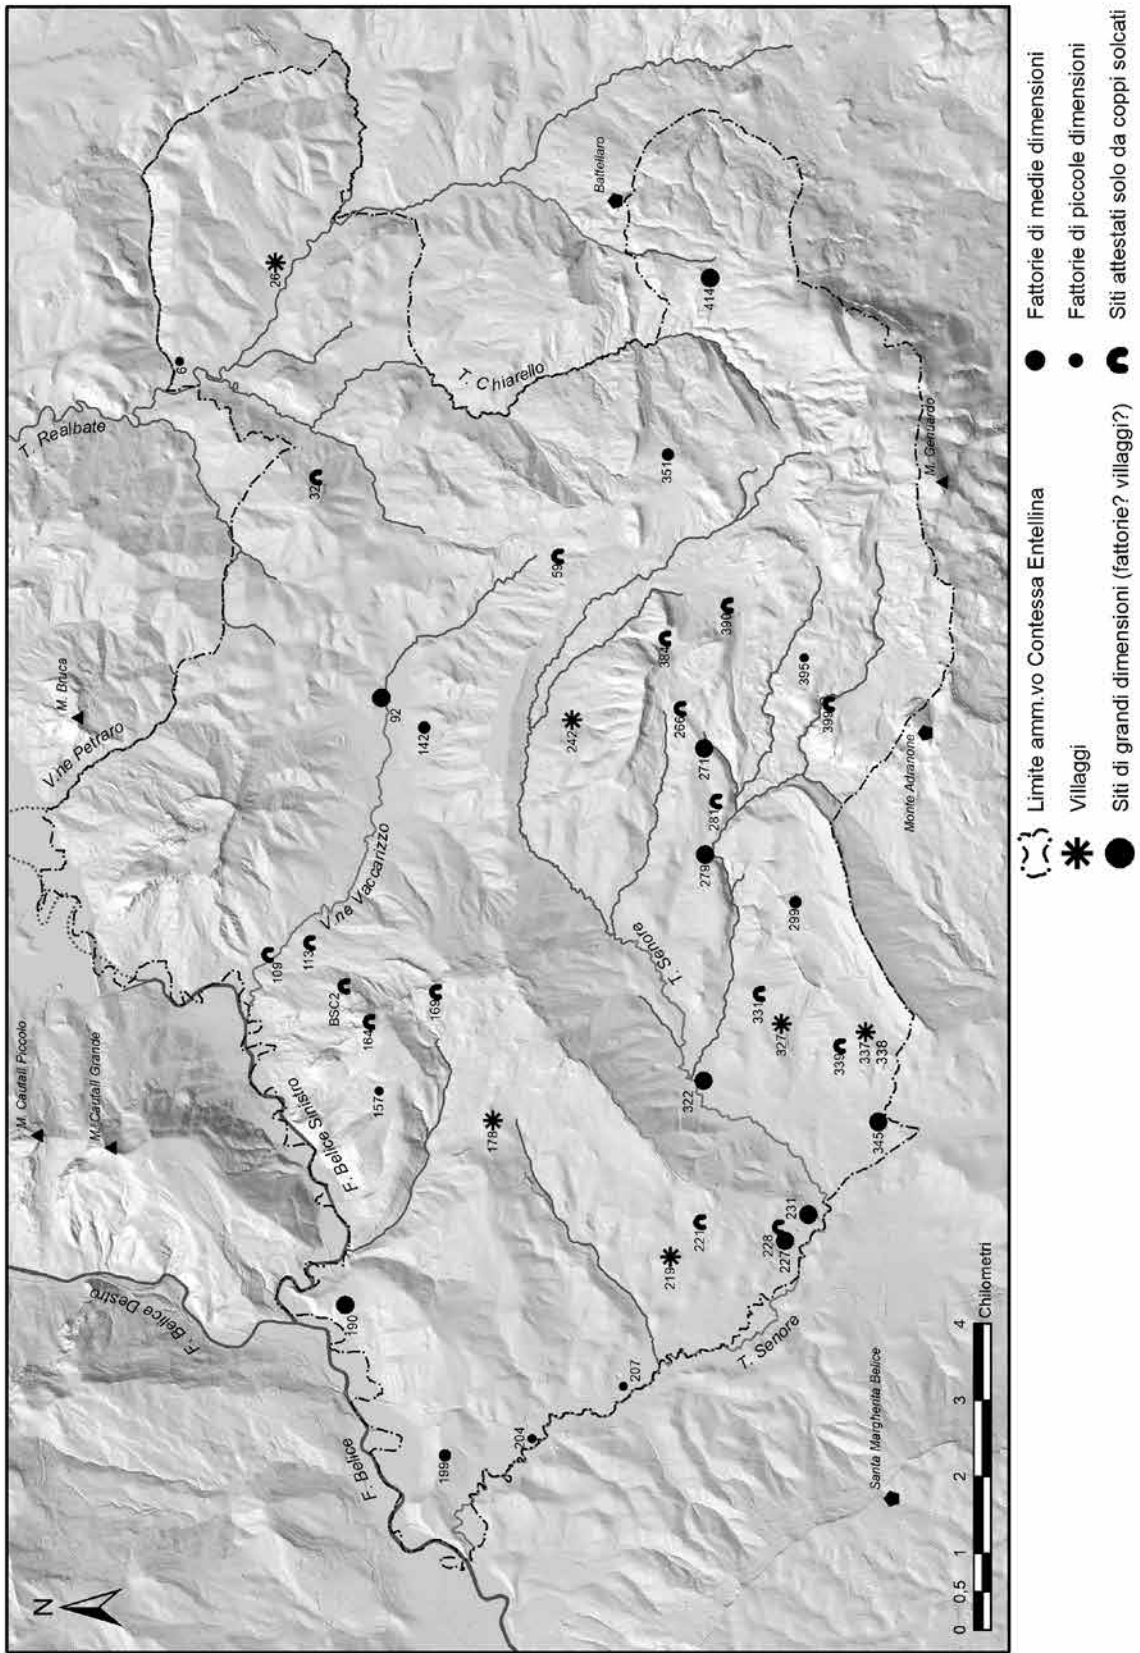 N
M. Cautali Piccolo
M. Bruca
T. Realbate
V.ne Petraro
M. Cautali Grande
F. Belice Destro
109
26
113
V.ne Vaccarizzo
32
F. Belice Sinistro
BSC2
190
F. Belice
157
164
92
142
169
199
178
204
242
59
T. Chiarello
Battellaro
207
T. Senore
219
221
322
279
271
266
384
351
414
281
390
T. Senore
228
227
231
327
331
299
395
339
399
345
337
338
Santa Margherita Belice
Monte Adranone
M. Genuardo
0 0,5 1 2 3 4
Chilometri
Limite amm.vo Contessa Entellina
Villaggi
Siti di grandi dimensioni (fattorie? villaggi?)
Fattorie di medie dimensioni
Fattorie di piccole dimensioni
Siti attestati solo da coppi solcati